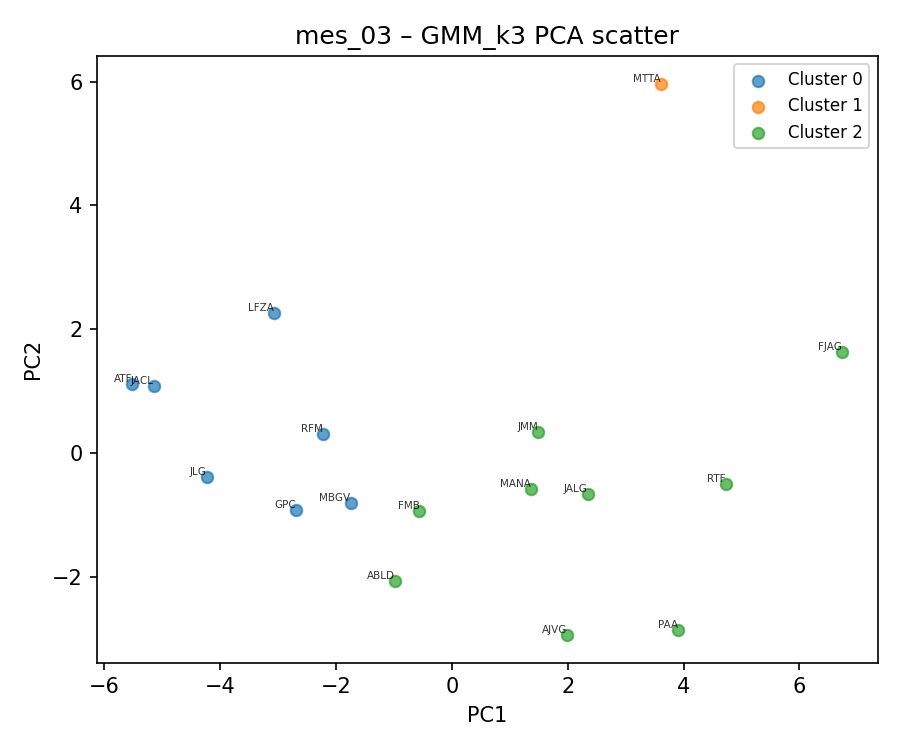 mes_03 – GMM_k3 PCA scatter
Cluster 0
Cluster 1
Cluster 2
MTTA
LFZA
FJAG
JACL
RFM
JMM
JLG
MANA
JALG
RTF
GPC
MBGV
FMB
ABLD
AJVG
PAA
6
4
2
0
−2
PC2
−6
−4
−2
0
2
4
6
PC1